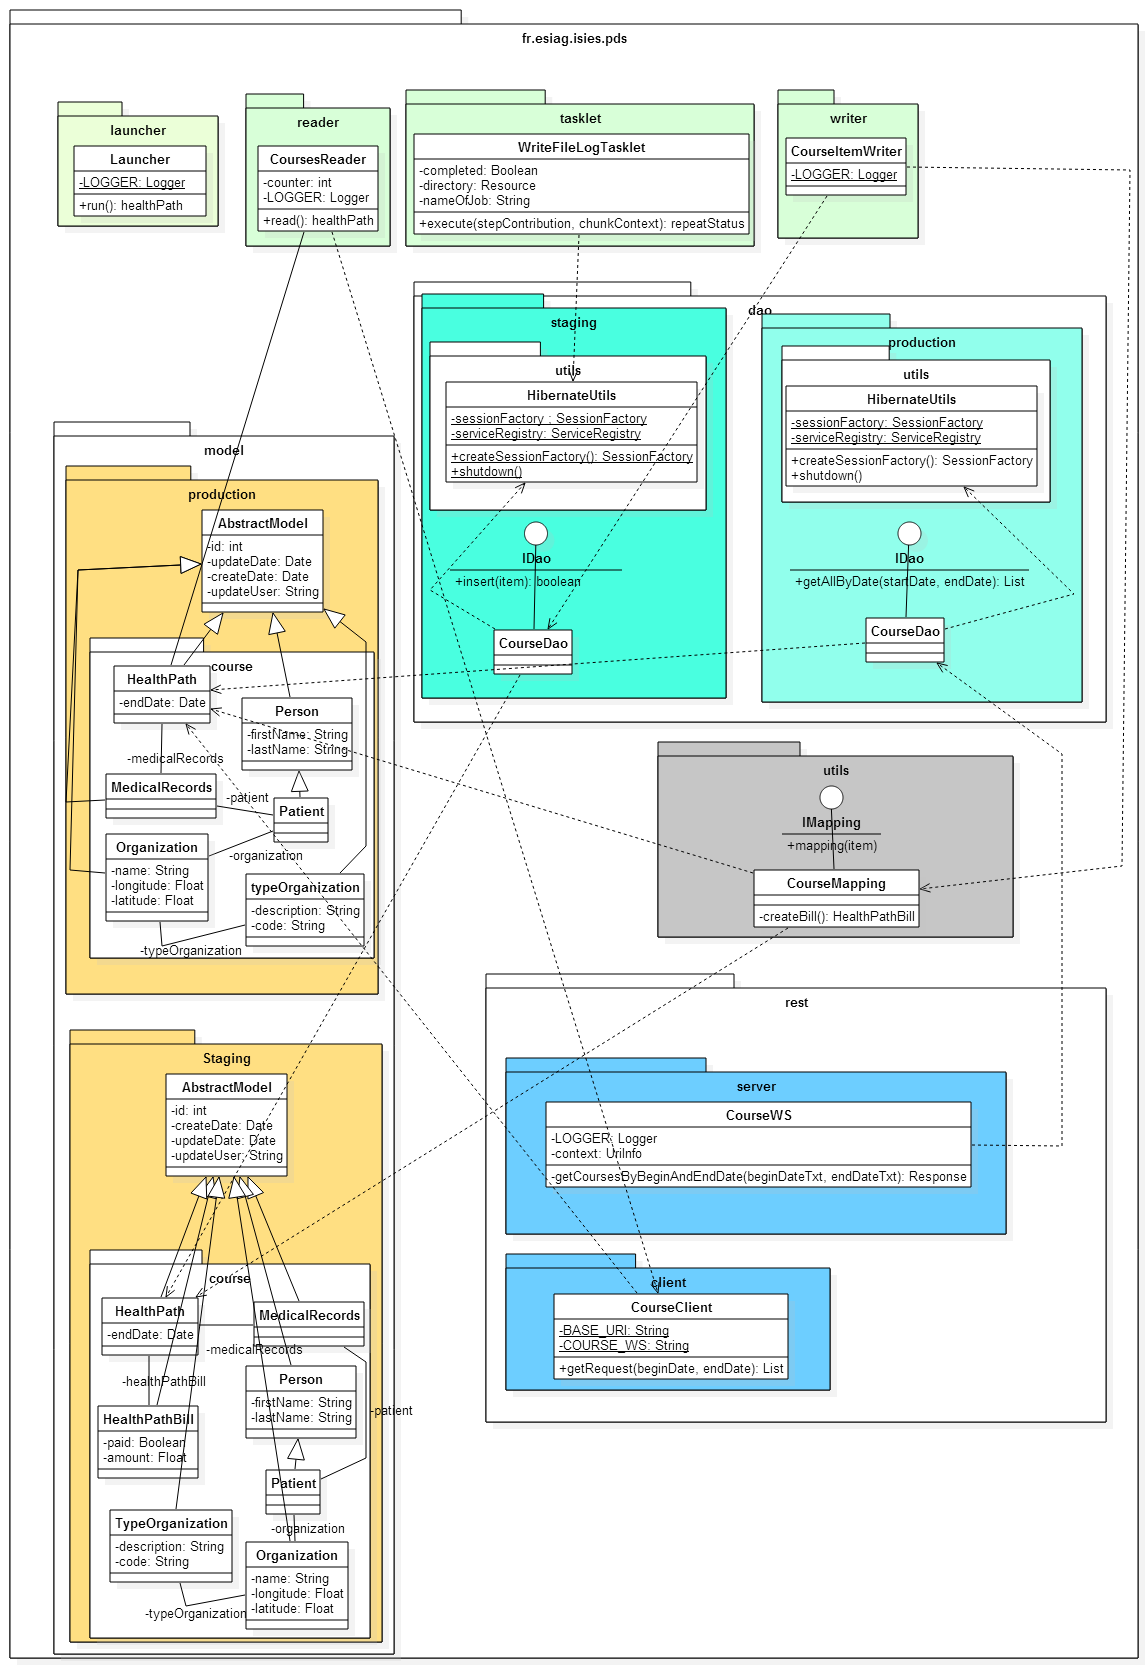 fr.esiag.isies.pds
launcher
Launcher
-LOGGER: Logger
+run(): healthPath
reader
CoursesReader
-counter: int
-LOGGER: Logger
+read(): healthPath
tasklet
WriteFileLogTasklet
-completed: Boolean
-directory: Resource
-nameOfJob: String
+execute(stepContribution, chunkContext): repeatStatus
writer
CourseItemWriter
-LOGGER: Logger
dao
staging
utils
HibernateUtils
-sessionFactory ; SessionFactory
-serviceRegistry: ServiceRegistry
+createSessionFactory(): SessionFactory
+shutdown()
IDao
+insert(item): boolean
CourseDao
production
utils
HibernateUtils
-sessionFactory: SessionFactory
-serviceRegistry: ServiceRegistry
+createSessionFactory(): SessionFactory
+shutdown()
IDao
+getAllByDate(startDate, endDate): List
CourseDao
model
production
AbstractModel
-id: int
-updateDate: Date
-createDate: Date
-updateUser: String
course
HealthPath
-endDate: Date
Person
-firstName: String
-lastName: String
-medicalRecords
MedicalRecords
-patient
Patient
Organization
-name: String
-longitude: Float
-latitude: Float
-organization
typeOrganization
-description: String
-code: String
-typeOrganization
utils
IMapping
+mapping(item)
CourseMapping
-createBill(): HealthPathBill
Staging
AbstractModel
-id: int
-createDate: Date
-updateDate: Date
-updateUser: String
course
HealthPath
-endDate: Date
MedicalRecords
-medicalRecords
-healthPathBill
Person
-firstName: String
-lastName: String
-patient
HealthPathBill
-paid: Boolean
-amount: Float
Patient
-organization
TypeOrganization
-description: String
-code: String
Organization
-name: String
-longitude: Float
-latitude: Float
-typeOrganization
rest
server
CourseWS
-LOGGER: Logger
-context: UriInfo
-getCoursesByBeginAndEndDate(beginDateTxt, endDateTxt): Response
client
CourseClient
-BASE_URI: String
-COURSE_WS: String
+getRequest(beginDate, endDate): List